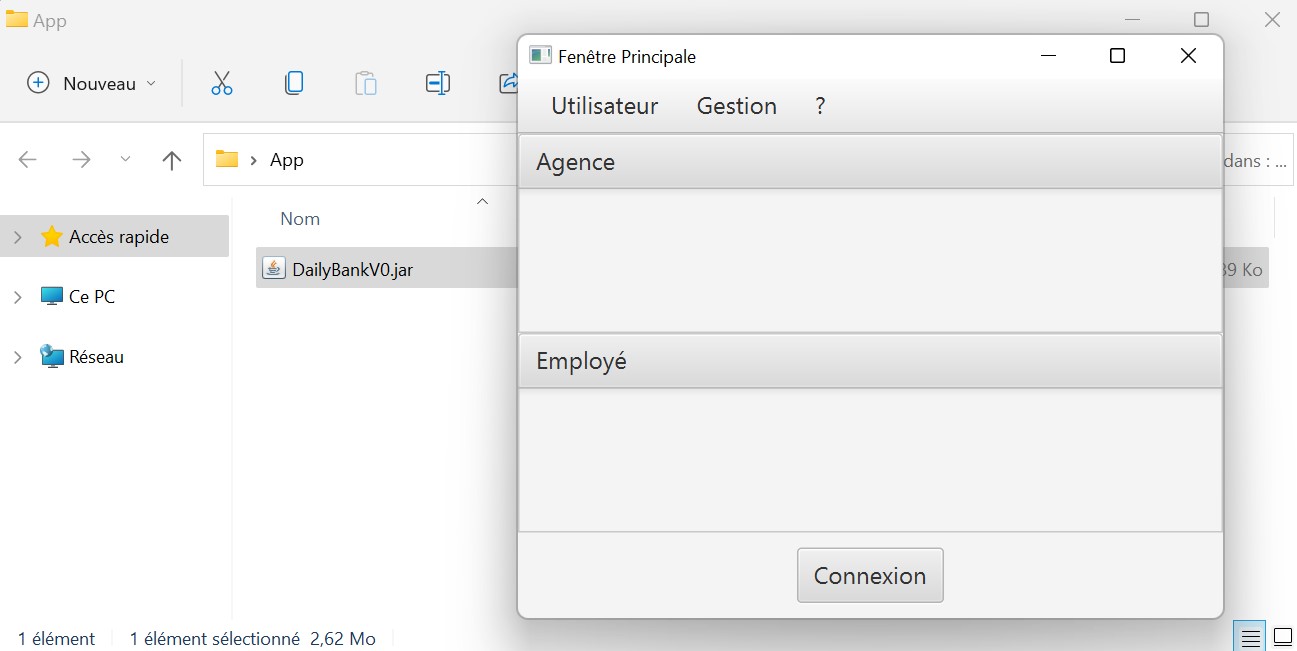 App
Nouveau
App
dans : ...
Accès rapide
Ce PC
Réseau
Nom
DailyBankV0.jar
Ko
1 élément
1 élément sélectionné 2,62 Mo
Fenêtre Principale
Utilisateur Gestion ?
Agence
Employé
Connexion